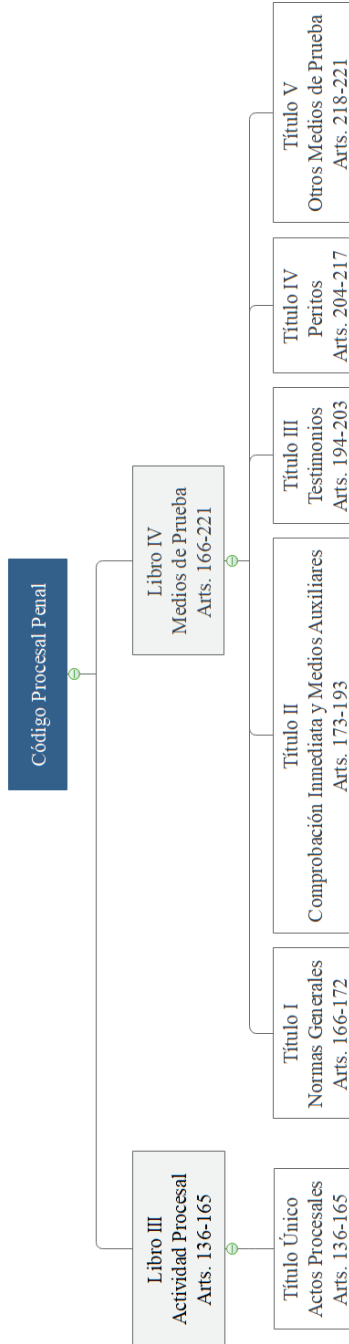 Código Procesal Penal
Libro III
Actividad Procesal
Arts. 136-165
Libro IV
Medios de Prueba
Arts. 166-221
Título Único
Actos Procesales
Arts. 136-165
Título I
Normas Generales
Arts. 166-172
Título II
Comprobación Inmediata y Medios Auxiliares
Arts. 173-193
Título III
Testimonios
Arts. 194-203
Título IV
Peritos
Arts. 204-217
Título V
Otros Medios de Prueba
Arts. 218-221